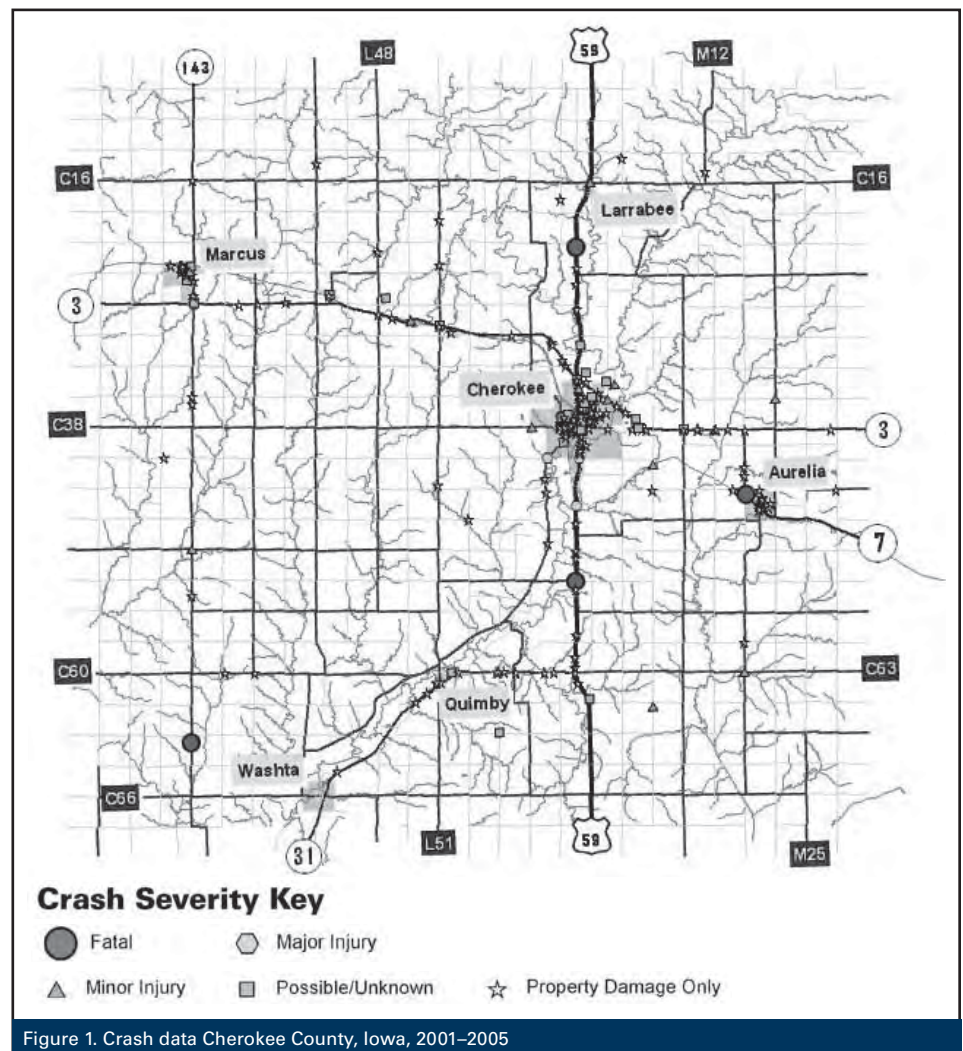 L48
59
M12
143
C16
C16
Larrabee
Marcus
3
Cherokee
C38
3
Aurelia
7
C60
C63
Quimby
Washta
C66
L51
59
31
M25
Crash Severity Key
Fatal
Major Injury
Minor Injury
Possible/Unknown
Property Damage Only
Figure 1. Crash data Cherokee County, Iowa, 2001–2005